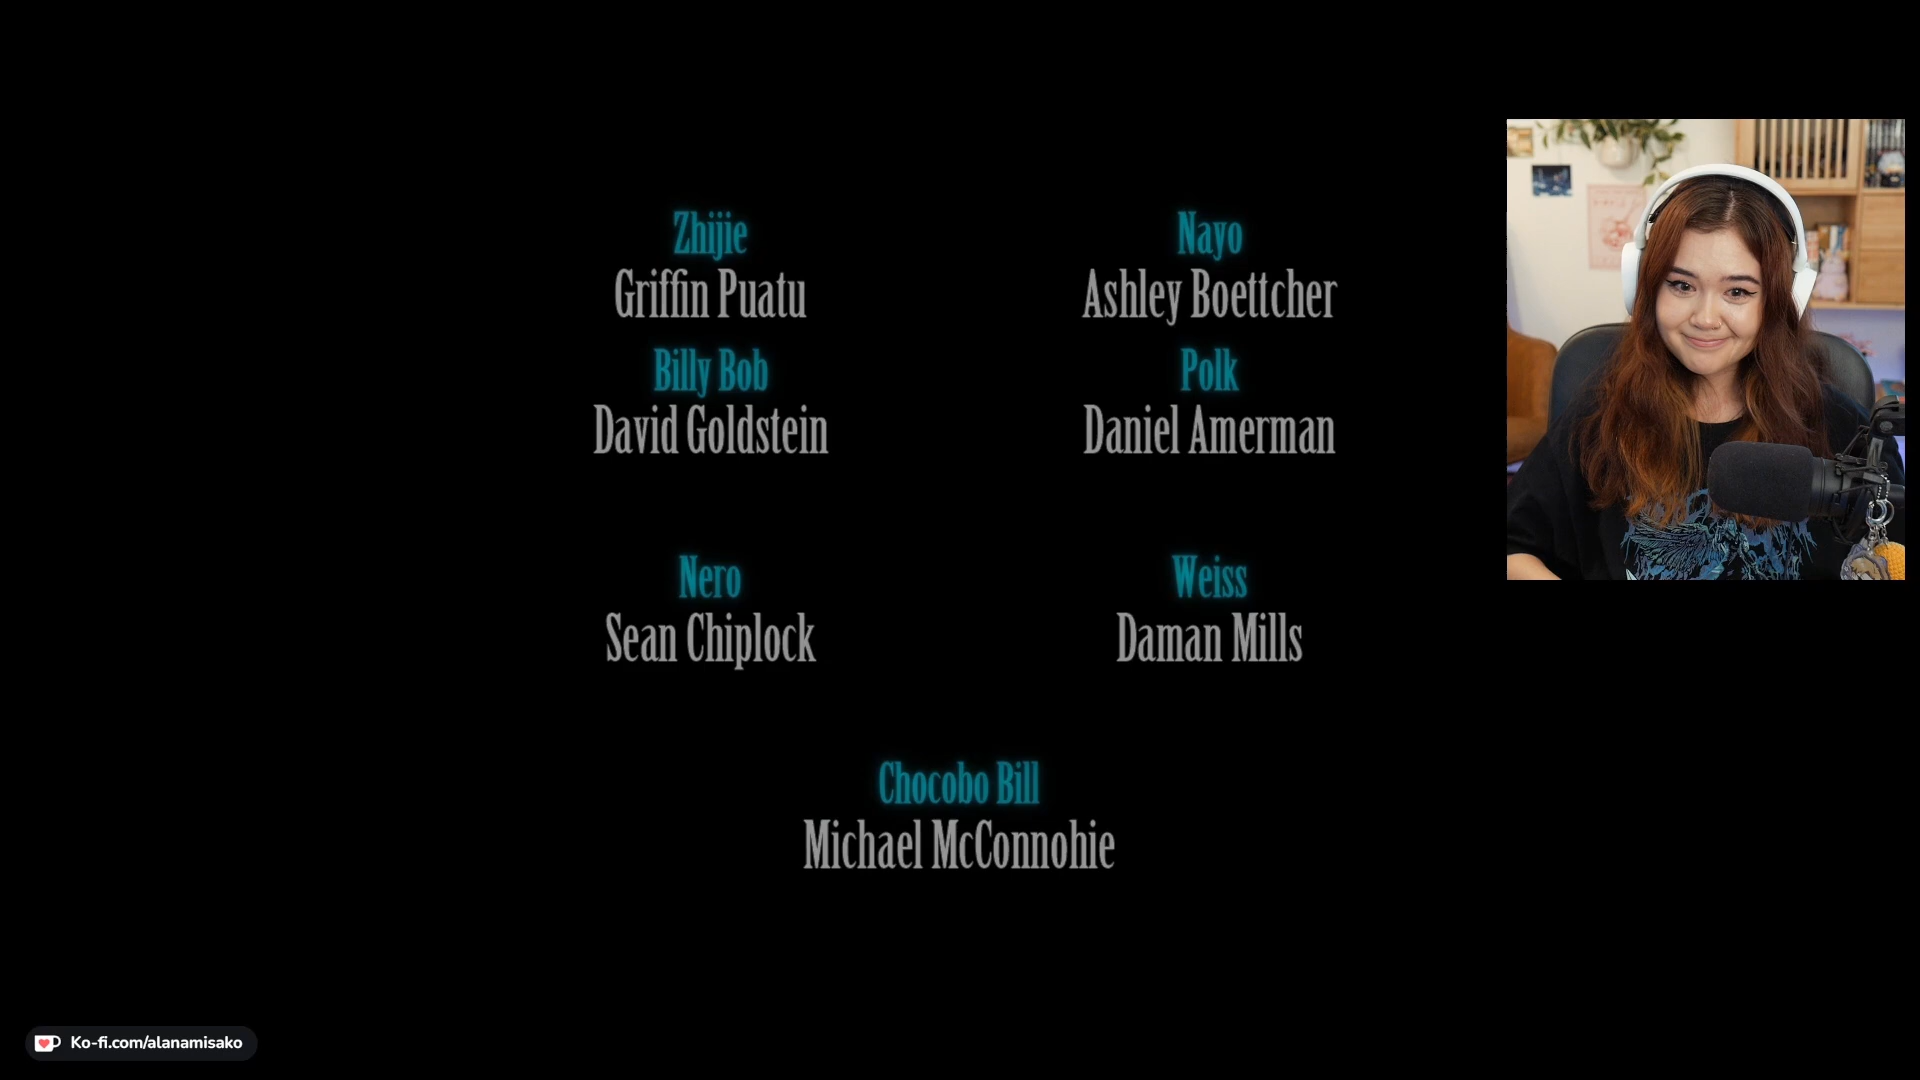 Zhijie
Griffin Puatu
Nayo
Ashley Boettcher
Billy Bob
David Goldstein
Polk
Daniel Amerman
Nero
Sean Chiplock
Weiss
Daman Mills
Chocobo Bill
Michael McConnohie
Ko-fi.com/alanamisako